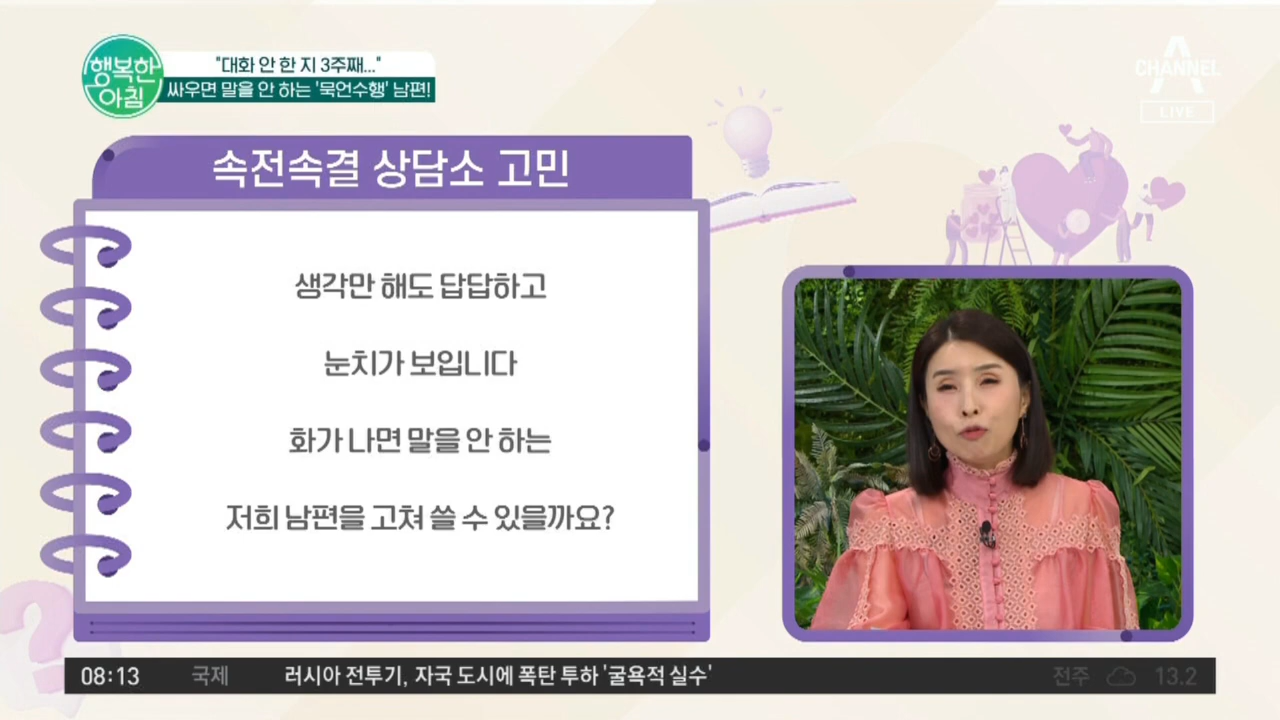 행복한
아침
"대화 안 한 지 3주째..."
싸우면 말을 안 하는 '묵언수행' 남편!
CHANNEL A
LIVE
속전속결 상담소 고민
생각만 해도 답답하고
눈치가 보입니다
화가 나면 말을 안 하는
저희 남편을 고쳐 쓸 수 있을까요?
08:13 국제 러시아 전투기, 자국 도시에 폭탄 투하 '굴욕적 실수' 전주 13.2